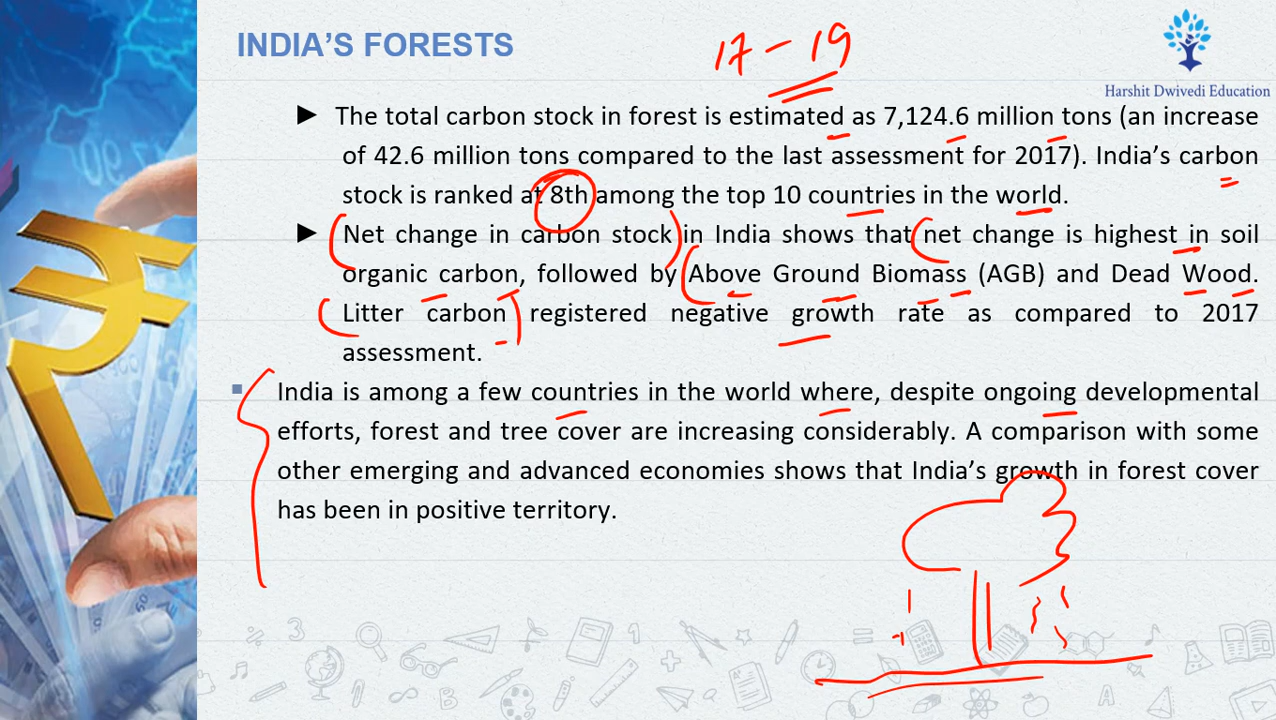 INDIA'S FORESTS
17 - 19
Harshit Dwivedi Education
► The total carbon stock in forest is estimated as 7,124.6 million tons (an increase
of 42.6 million tons compared to the last assessment for 2017). India's carbon
stock is ranked at 8th among the top 10 countries in the world.
► Net change in carbon stock in India shows that net change is highest in soil
organic carbon, followed by Above Ground Biomass (AGB) and Dead Wood.
Litter carbon registered negative growth rate as compared to 2017
assessment.
▪ India is among a few countries in the world where, despite ongoing developmental
efforts, forest and tree cover are increasing considerably. A comparison with some
other emerging and advanced economies shows that India's growth in forest cover
has been in positive territory.